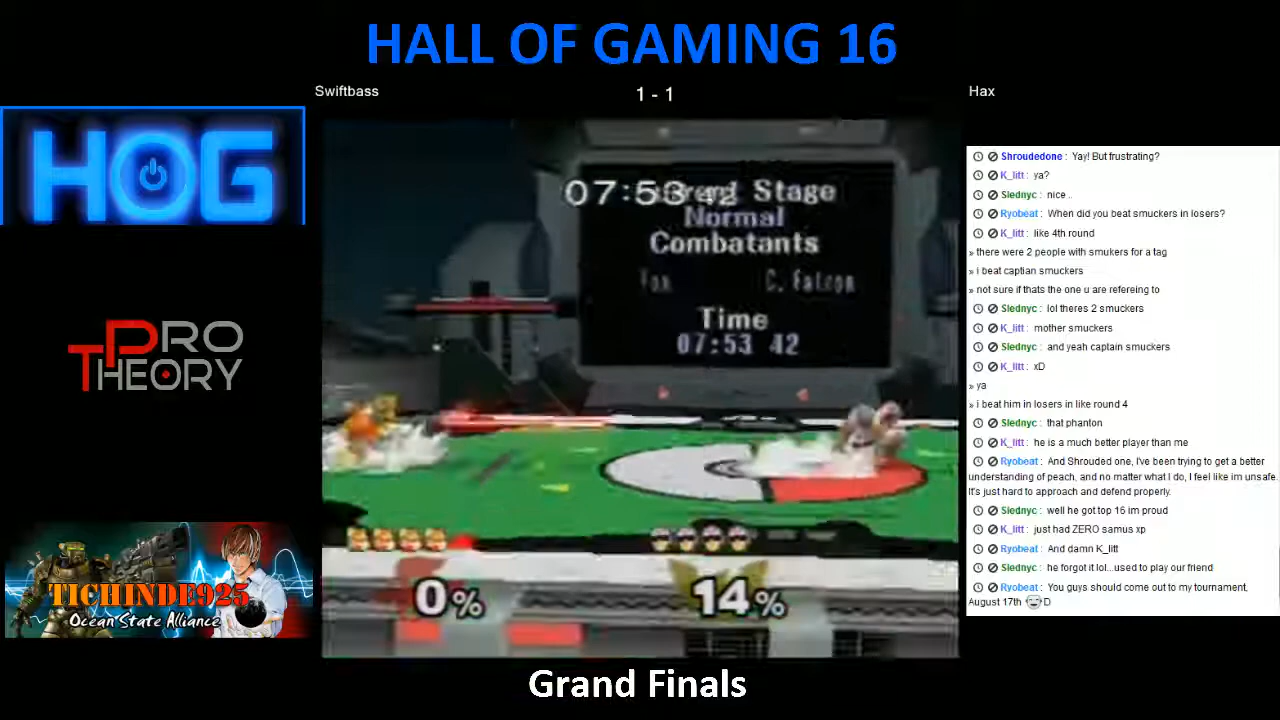 HALL OF GAMING 16
Swiftbass
1 - 1
Hax
HOG
PRO
THEORY
TICHINDE925
Ocean State Alliance
07:53 42
Stage
Normal
Combatants
Fox C. Falcon
Time
07:53 42
0%
14%
Shroudedone : Yay! But frustrating?
K_litt : ya?
Slednyc : nice ..
Ryobeat : When did you beat smuckers in losers?
K_litt : like 4th round
» there were 2 people with smukers for a tag
» i beat captian smuckers
» not sure if thats the one u are refereing to
Slednyc : lol theres 2 smuckers
K_litt : mother smuckers
Slednyc : and yeah captain smuckers
K_litt : xD
» ya
» i beat him in losers in like round 4
Slednyc : that phanton
K_litt : he is a much better player than me
Ryobeat : And Shrouded one, I've been trying to get a better
understanding of peach, and no matter what I do, I feel like im unsafe.
It's just hard to approach and defend properly.
Slednyc : well he got top 16 im proud
K_litt : just had ZERO samus xp
Ryobeat : And damn K_litt
Slednyc : he forgot it lol...used to play our friend
Ryobeat : You guys should come out to my tournament,
August 17th D
Grand Finals